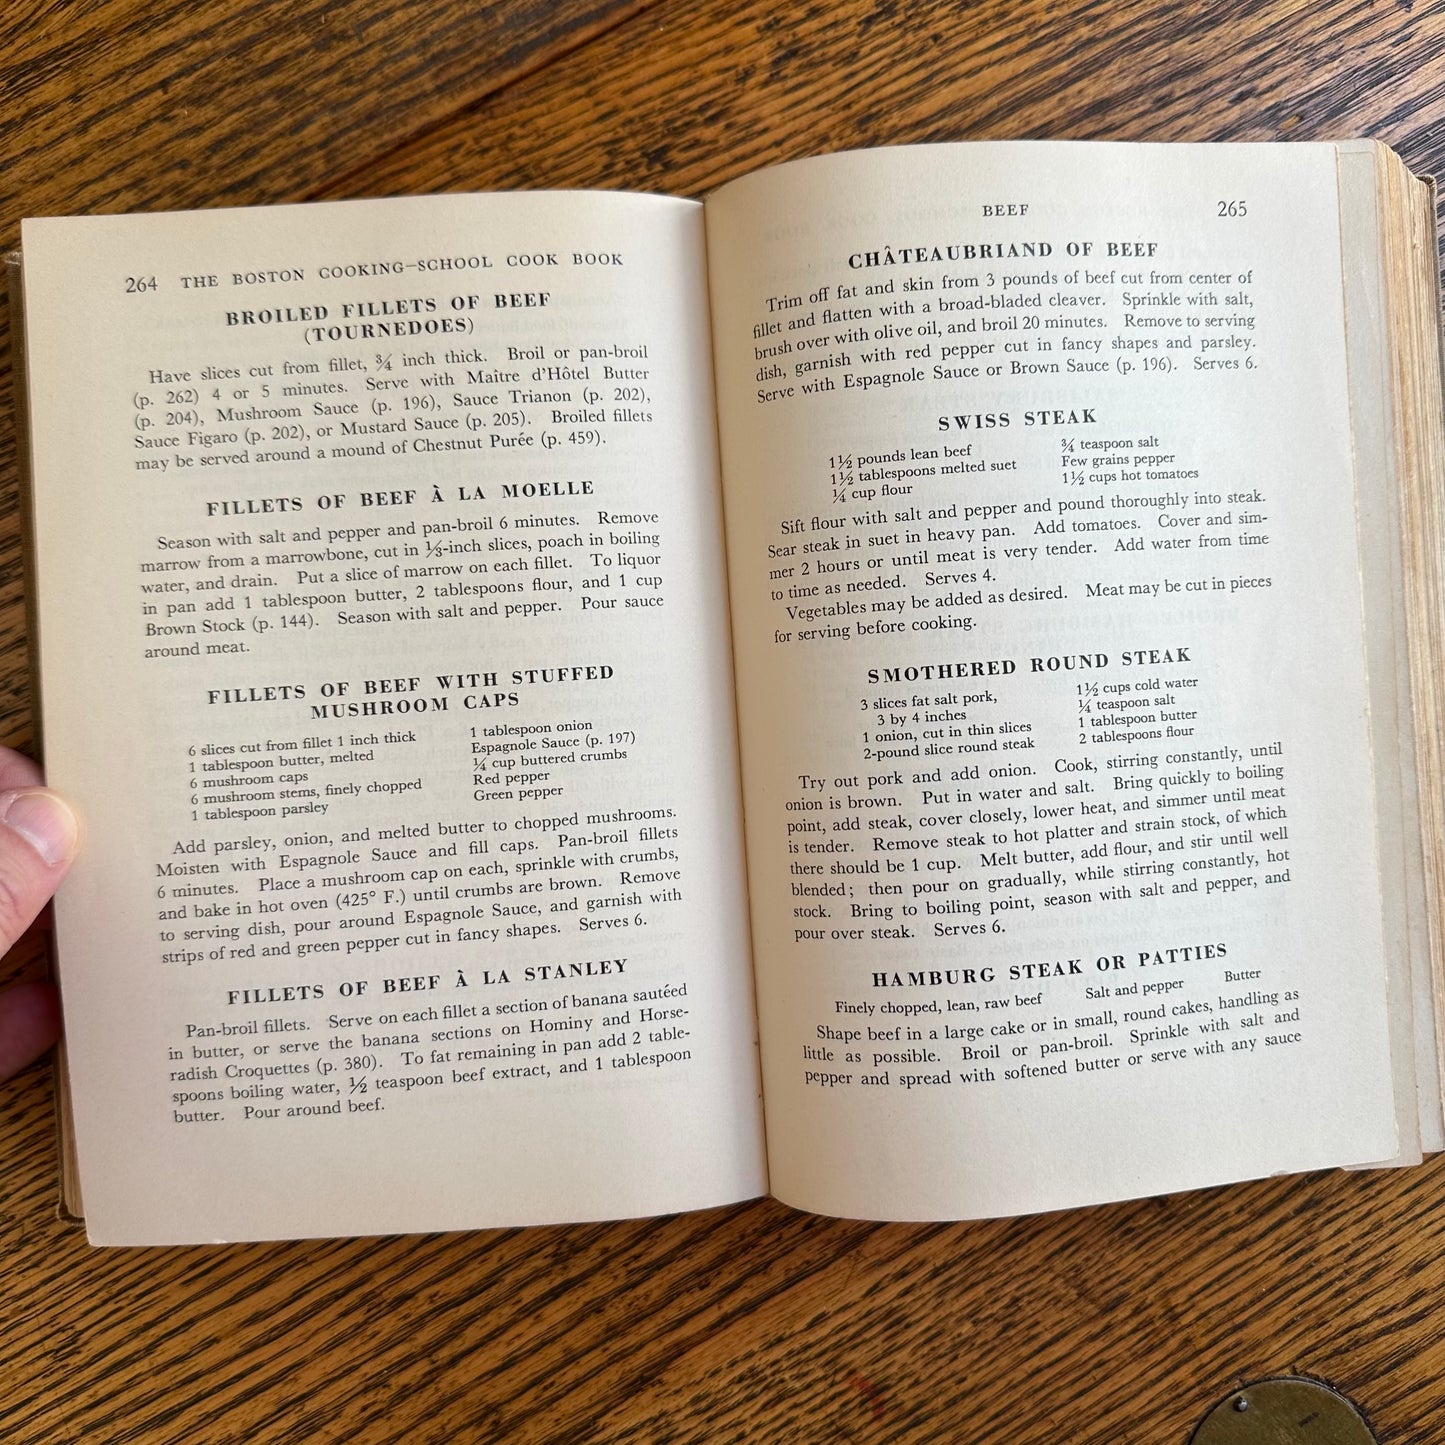 264 THE BOSTON COOKING-SCHOOL COOK BOOK
BROILED FILLETS OF BEEF
(TOURNEDOES)
Have slices cut from fillet, ¾ inch thick. Broil or pan-broil
(p. 262) 4 or 5 minutes. Serve with Maître d'Hôtel Butter
(p. 204), Mushroom Sauce (p. 196), Sauce Trianon (p. 202),
Sauce Figaro (p. 202), or Mustard Sauce (p. 205). Broiled fillets
may be served around a mound of Chestnut Purée (p. 459).
FILLETS OF BEEF À LA MOELLE
Season with salt and pepper and pan-broil 6 minutes. Remove
marrow from a marrowbone, cut in ⅓-inch slices, poach in boiling
water, and drain. Put a slice of marrow on each fillet. To liquor
in pan add 1 tablespoon butter, 2 tablespoons flour, and 1 cup
Brown Stock (p. 144). Season with salt and pepper. Pour sauce
around meat.
FILLETS OF BEEF WITH STUFFED
MUSHROOM CAPS
6 slices cut from fillet 1 inch thick
1 tablespoon butter, melted
6 mushroom caps
6 mushroom stems, finely chopped
1 tablespoon parsley
1 tablespoon onion
Espagnole Sauce (p. 197)
¼ cup buttered crumbs
Red pepper
Green pepper
Add parsley, onion, and melted butter to chopped mushrooms.
Moisten with Espagnole Sauce and fill caps. Pan-broil fillets
6 minutes. Place a mushroom cap on each, sprinkle with crumbs,
and bake in hot oven (425° F.) until crumbs are brown. Remove
to serving dish, pour around Espagnole Sauce, and garnish with
strips of red and green pepper cut in fancy shapes. Serves 6.
FILLETS OF BEEF À LA STANLEY
Pan-broil fillets. Serve on each fillet a section of banana sautéed
in butter, or serve the banana sections on Hominy and Horse-
radish Croquettes (p. 380). To fat remaining in pan add 2 table-
spoons boiling water, ½ teaspoon beef extract, and 1 tablespoon
butter. Pour around beef.
BEEF 265
CHÂTEAUBRIAND OF BEEF
Trim off fat and skin from 3 pounds of beef cut from center of
fillet and flatten with a broad-bladed cleaver. Sprinkle with salt,
brush over with olive oil, and broil 20 minutes. Remove to serving
dish, garnish with red pepper cut in fancy shapes and parsley.
Serve with Espagnole Sauce or Brown Sauce (p. 196). Serves 6.
SWISS STEAK
1½ pounds lean beef
1½ tablespoons melted suet
¼ cup flour
¾ teaspoon salt
Few grains pepper
1½ cups hot tomatoes
Sift flour with salt and pepper and pound thoroughly into steak.
Sear steak in suet in heavy pan. Add tomatoes. Cover and sim-
mer 2 hours or until meat is very tender. Add water from time
to time as needed. Serves 4.
Vegetables may be added as desired. Meat may be cut in pieces
for serving before cooking.
SMOTHERED ROUND STEAK
3 slices fat salt pork,
3 by 4 inches
1 onion, cut in thin slices
2-pound slice round steak
1½ cups cold water
¼ teaspoon salt
1 tablespoon butter
2 tablespoons flour
Try out pork and add onion. Cook, stirring constantly, until
onion is brown. Put in water and salt. Bring quickly to boiling
point, add steak, cover closely, lower heat, and simmer until meat
is tender. Remove steak to hot platter and strain stock, of which
there should be 1 cup. Melt butter, add flour, and stir until well
blended; then pour on gradually, while stirring constantly, hot
stock. Bring to boiling point, season with salt and pepper, and
pour over steak. Serves 6.
HAMBURG STEAK OR PATTIES
Finely chopped, lean, raw beef Salt and pepper Butter
Shape beef in a large cake or in small, round cakes, handling as
little as possible. Broil or pan-broil. Sprinkle with salt and
pepper and spread with softened butter or serve with any sauce